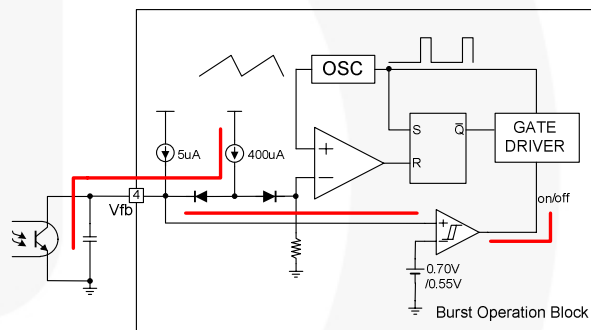 OSC
5uA
400uA
+
−
S
Q̅
R
GATE
DRIVER
4
Vfb
on/off
+
−
0.70V
/0.55V
Burst Operation Block